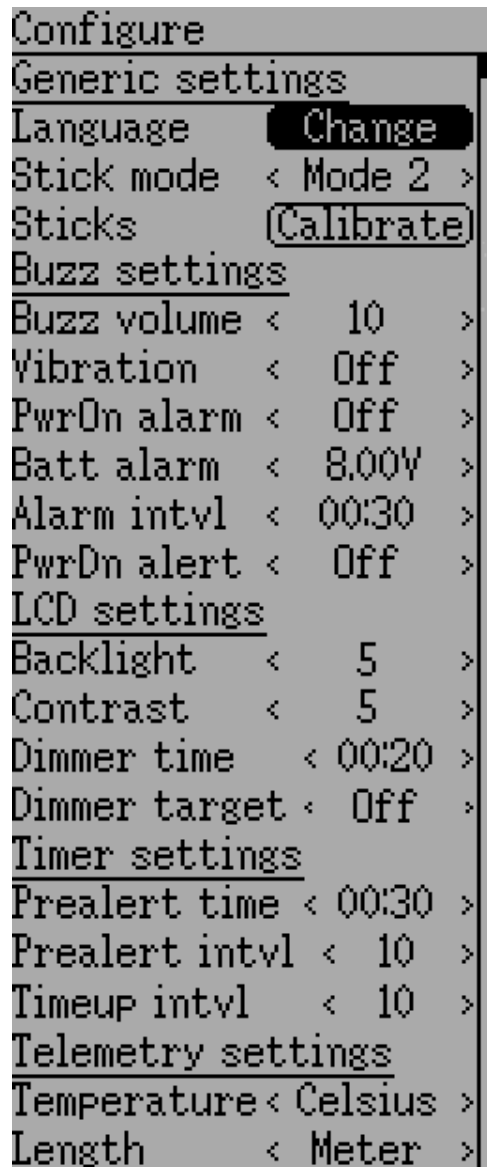 Configure
Generic settings
Language Change
Stick mode < Mode 2 >
Sticks Calibrate
Buzz settings
Buzz volume < 10 >
Vibration < Off >
PwrOn alarm < Off >
Batt alarm < 8.00V >
Alarm intvl < 00:30 >
PwrDn alert < Off >
LCD settings
Backlight < 5 >
Contrast < 5 >
Dimmer time < 00:20 >
Dimmer target < Off >
Timer settings
Prealert time < 00:30 >
Prealert intvl < 10 >
Timeup intvl < 10 >
Telemetry settings
Temperature < Celsius >
Length < Meter >